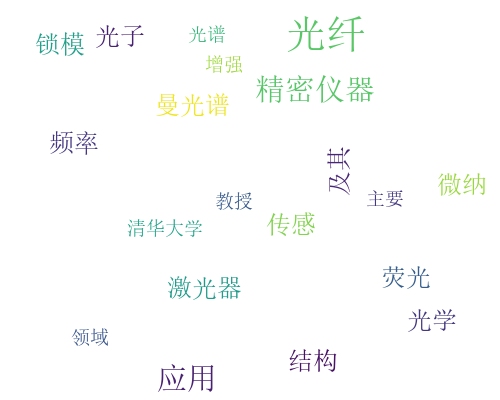 光纤
光谱
光子
锁模
增强
精密仪器
曼光谱
频率
及其
微纳
主要
教授
传感
清华大学
荧光
激光器
光学
领域
结构
应用